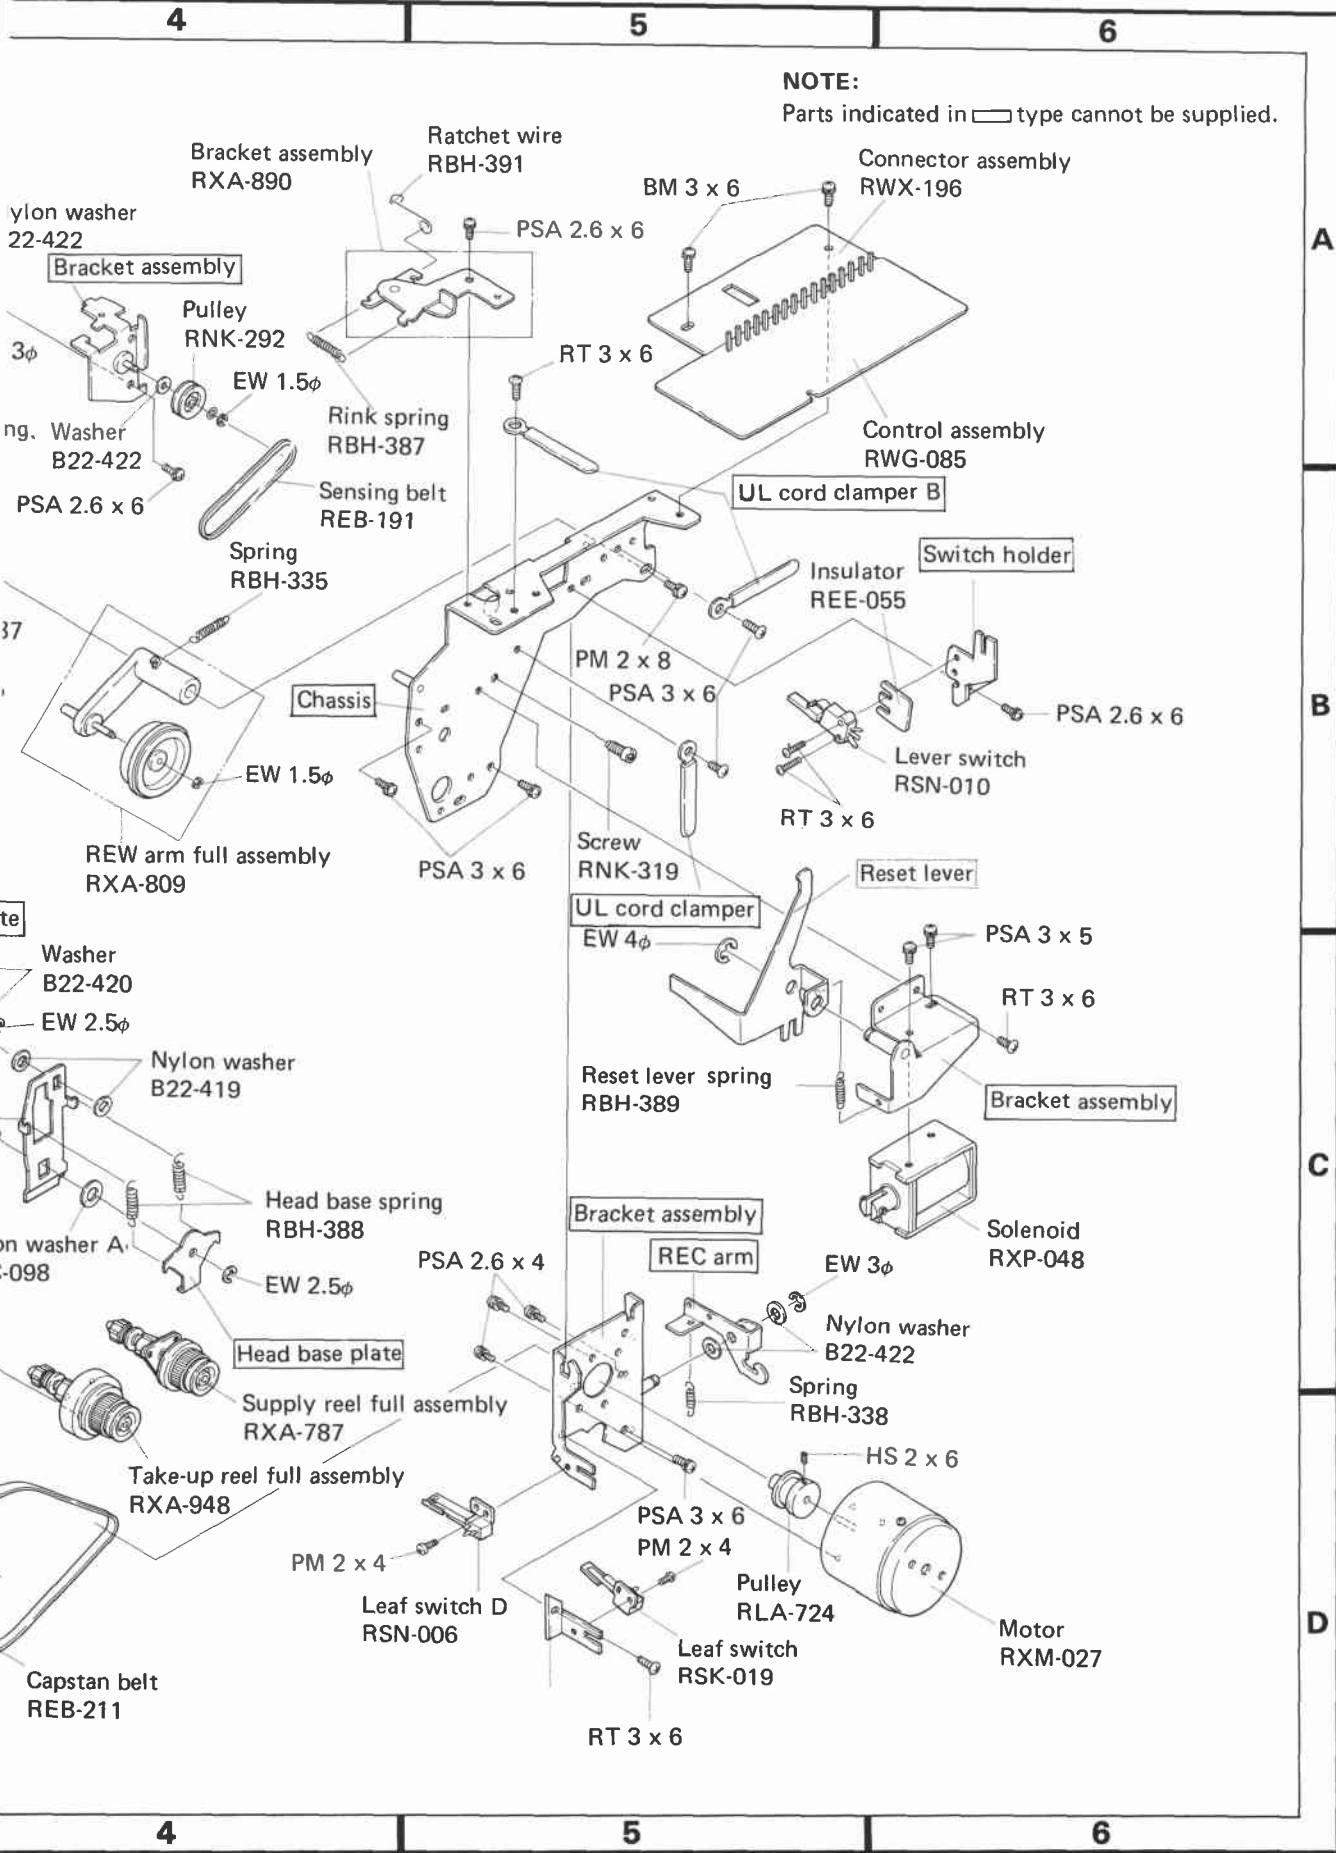 4
5
6
NOTE:
Parts indicated in type cannot be supplied.
Ratchet wire
RBH-391
Bracket assembly
RXA-890
Connector assembly
RWX-196
BM 3 x 6
ylon washer
22-422
PSA 2.6 x 6
A
Bracket assembly
Pulley
RNK-292
3ϕ
RT 3 x 6
EW 1.5ϕ
Rink spring
RBH-387
ng. Washer
B22-422
Control assembly
RWG-085
PSA 2.6 x 6
Sensing belt
REB-191
UL cord clamper B
Spring
RBH-335
Switch holder
Insulator
REE-055
37
PM 2 x 8
PSA 3 x 6
Chassis
B
PSA 2.6 x 6
Lever switch
RSN-010
EW 1.5ϕ
RT 3 x 6
REW arm full assembly
RXA-809
PSA 3 x 6
Screw
RNK-319
Reset lever
te
UL cord clamper
EW 4ϕ
PSA 3 x 5
Washer
B22-420
RT 3 x 6
EW 2.5ϕ
Nylon washer
B22-419
Reset lever spring
RBH-389
Bracket assembly
C
Head base spring
RBH-388
Bracket assembly
Solenoid
RXP-048
on washer A
-098
PSA 2.6 x 4
REC arm
EW 3ϕ
EW 2.5ϕ
Nylon washer
B22-422
Head base plate
Spring
RBH-338
Supply reel full assembly
RXA-787
HS 2 x 6
Take-up reel full assembly
RXA-948
PSA 3 x 6
PM 2 x 4
PM 2 x 4
Pulley
RLA-724
Leaf switch D
RSN-006
Motor
RXM-027
D
Leaf switch
RSK-019
Capstan belt
REB-211
RT 3 x 6
4
5
6